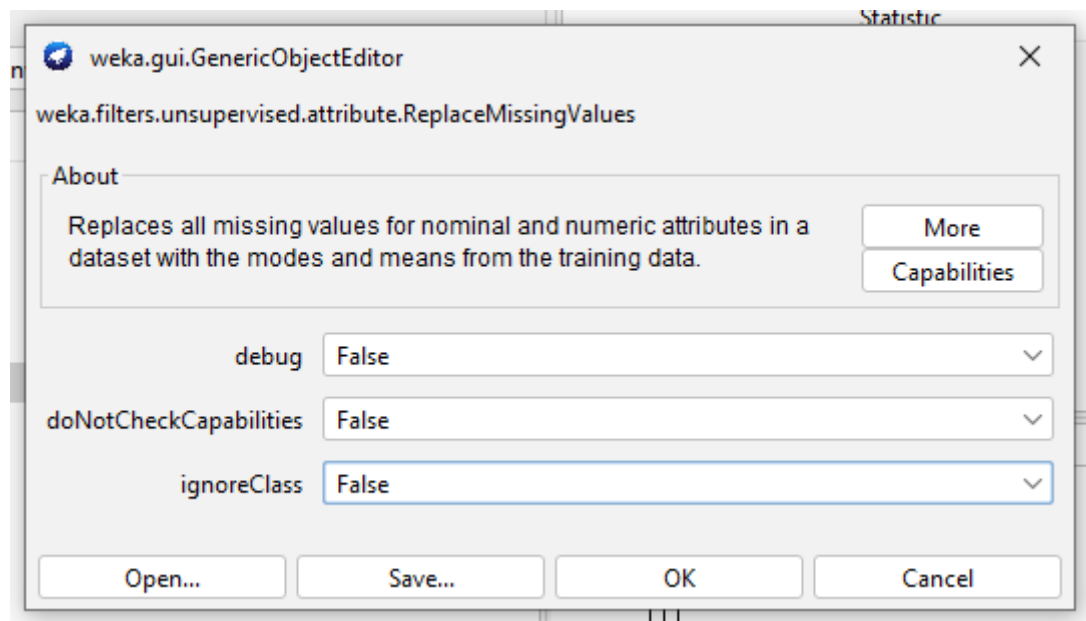 Statistic
n
weka.gui.GenericObjectEditor
weka.filters.unsupervised.attribute.ReplaceMissingValues
About
Replaces all missing values for nominal and numeric attributes in a
dataset with the modes and means from the training data.
More
Capabilities
debug False
doNotCheckCapabilities False
ignoreClass False
Open... Save... OK Cancel